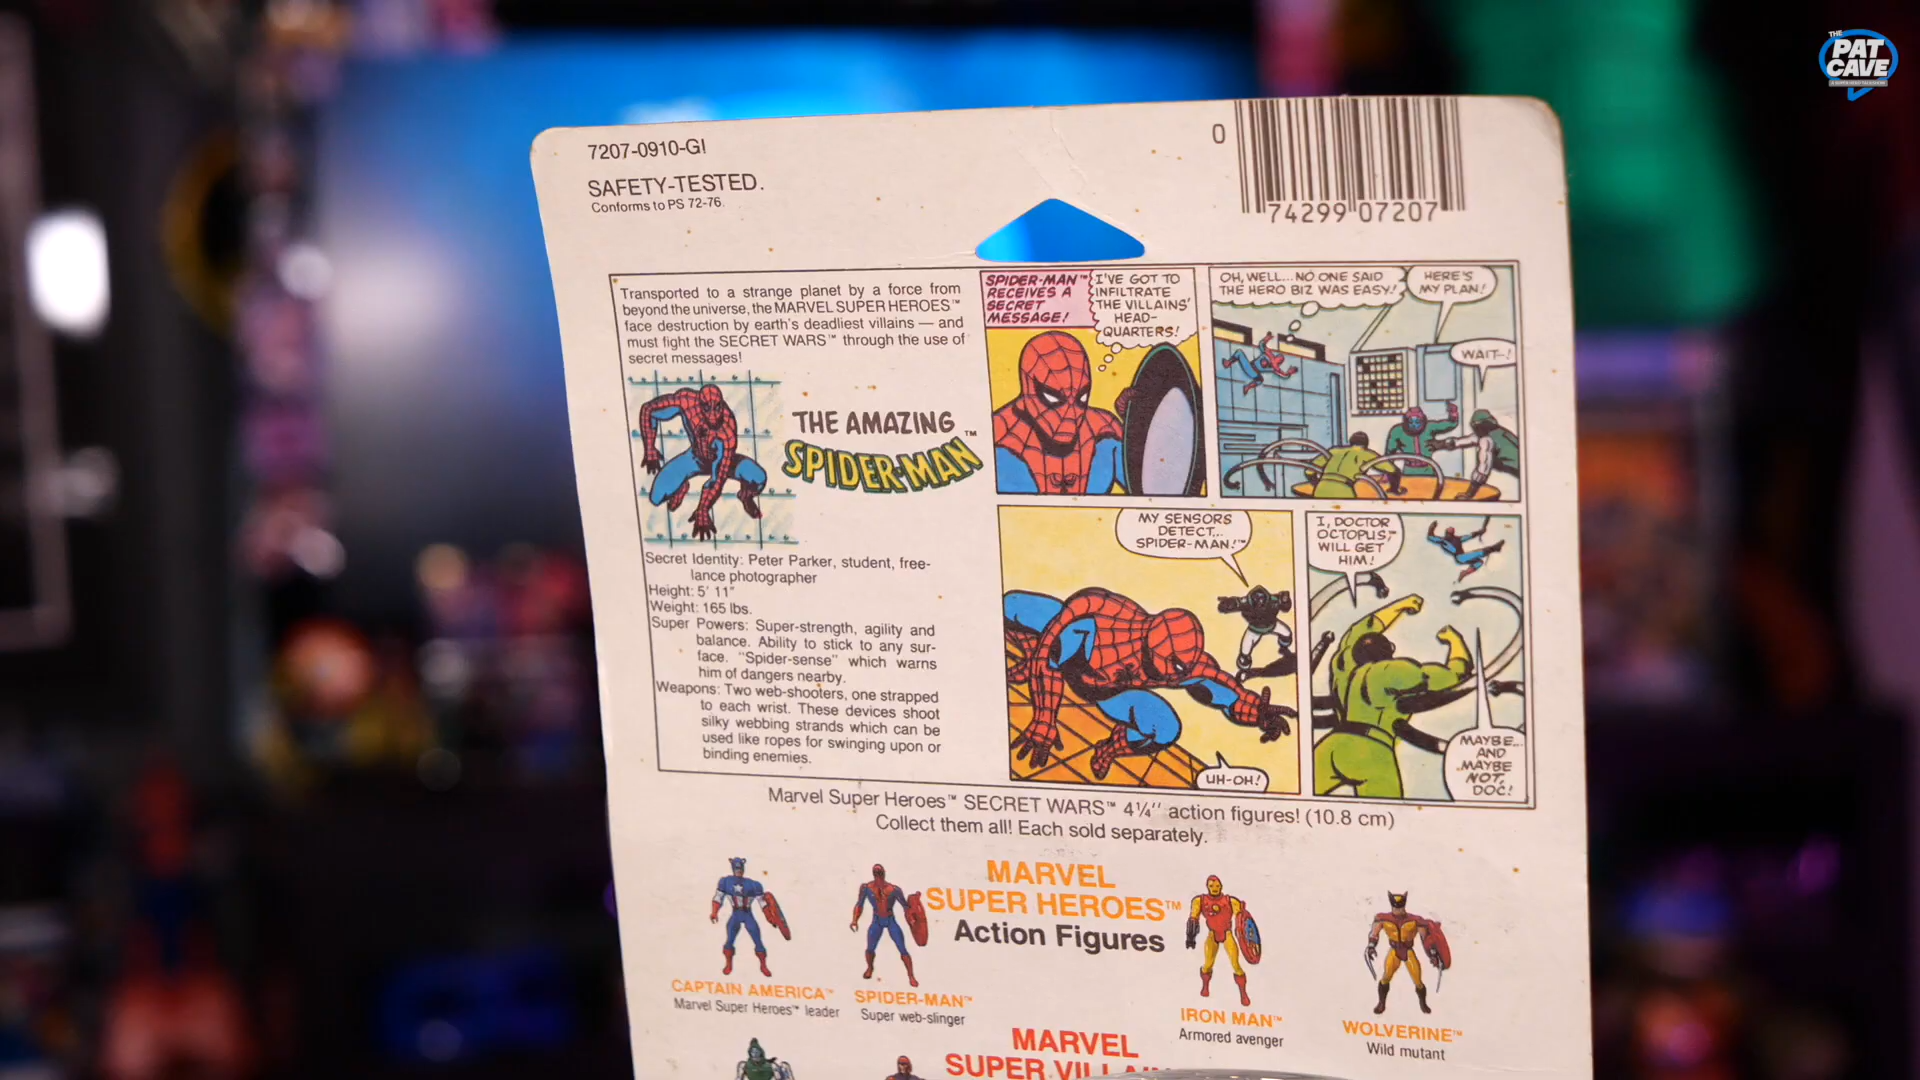 THE
PAT
CAVE
7207-0910-GI
SAFETY-TESTED.
Conforms to PS 72-76.
0
74299 07207
Transported to a strange planet by a force from
beyond the universe, the MARVEL SUPER HEROES™
face destruction by earth's deadliest villains — and
must fight the SECRET WARS™ through the use of
secret messages!
THE AMAZING
SPIDER-MAN™
Secret Identity: Peter Parker, student, free-
lance photographer
Height: 5' 11"
Weight: 165 lbs.
Super Powers: Super-strength, agility and
balance. Ability to stick to any sur-
face. "Spider-sense" which warns
him of dangers nearby.
Weapons: Two web-shooters, one strapped
to each wrist. These devices shoot
silky webbing strands which can be
used like ropes for swinging upon or
binding enemies.
SPIDER-MAN™
RECEIVES A
SECRET
MESSAGE!
I'VE GOT TO
INFILTRATE
THE VILLAINS'
HEAD-
QUARTERS!
OH, WELL...NO ONE SAID
THE HERO BIZ WAS EASY!
HERE'S
MY PLAN!
WAIT-!
MY SENSORS
DETECT...
SPIDER-MAN!™
UH-OH!
I, DOCTOR
OCTOPUS,™
WILL GET
HIM!
MAYBE...
AND
MAYBE
NOT,
DOC!
Marvel Super Heroes™ SECRET WARS™ 4¼" action figures! (10.8 cm)
Collect them all! Each sold separately.
MARVEL
SUPER HEROES™
Action Figures
CAPTAIN AMERICA™
Marvel Super Heroes™ leader
SPIDER-MAN™
Super web-slinger
IRON MAN™
Armored avenger
WOLVERINE™
Wild mutant
MARVEL
SUPER VILLAIN